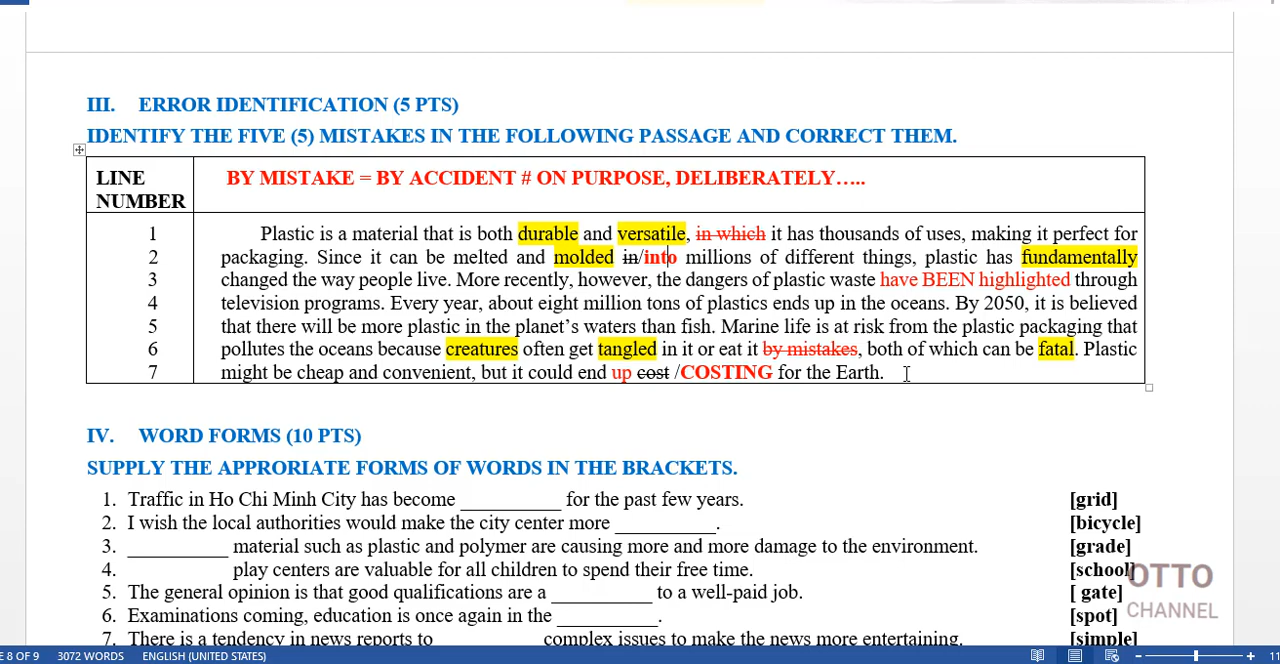 III. ERROR IDENTIFICATION (5 PTS)
IDENTIFY THE FIVE (5) MISTAKES IN THE FOLLOWING PASSAGE AND CORRECT THEM.
LINE NUMBER BY MISTAKE = BY ACCIDENT # ON PURPOSE, DELIBERATELY…..
1 Plastic is a material that is both durable and versatile, in which it has thousands of uses, making it perfect for
2 packaging. Since it can be melted and molded in/into millions of different things, plastic has fundamentally
3 changed the way people live. More recently, however, the dangers of plastic waste have BEEN highlighted through
4 television programs. Every year, about eight million tons of plastics ends up in the oceans. By 2050, it is believed
5 that there will be more plastic in the planet’s waters than fish. Marine life is at risk from the plastic packaging that
6 pollutes the oceans because creatures often get tangled in it or eat it by mistakes, both of which can be fatal. Plastic
7 might be cheap and convenient, but it could end up cost /COSTING for the Earth.
IV. WORD FORMS (10 PTS)
SUPPLY THE APPRORIATE FORMS OF WORDS IN THE BRACKETS.
1. Traffic in Ho Chi Minh City has become __________ for the past few years. [grid]
2. I wish the local authorities would make the city center more __________. [bicycle]
3. __________ material such as plastic and polymer are causing more and more damage to the environment. [grade]
4. __________ play centers are valuable for all children to spend their free time. [school]
5. The general opinion is that good qualifications are a __________ to a well-paid job. [ gate]
6. Examinations coming, education is once again in the __________. [spot]
7. There is a tendency in news reports to __________ complex issues to make the news more entertaining. [simple]
OTTO
CHANNEL
8 OF 9 3072 WORDS ENGLISH (UNITED STATES)